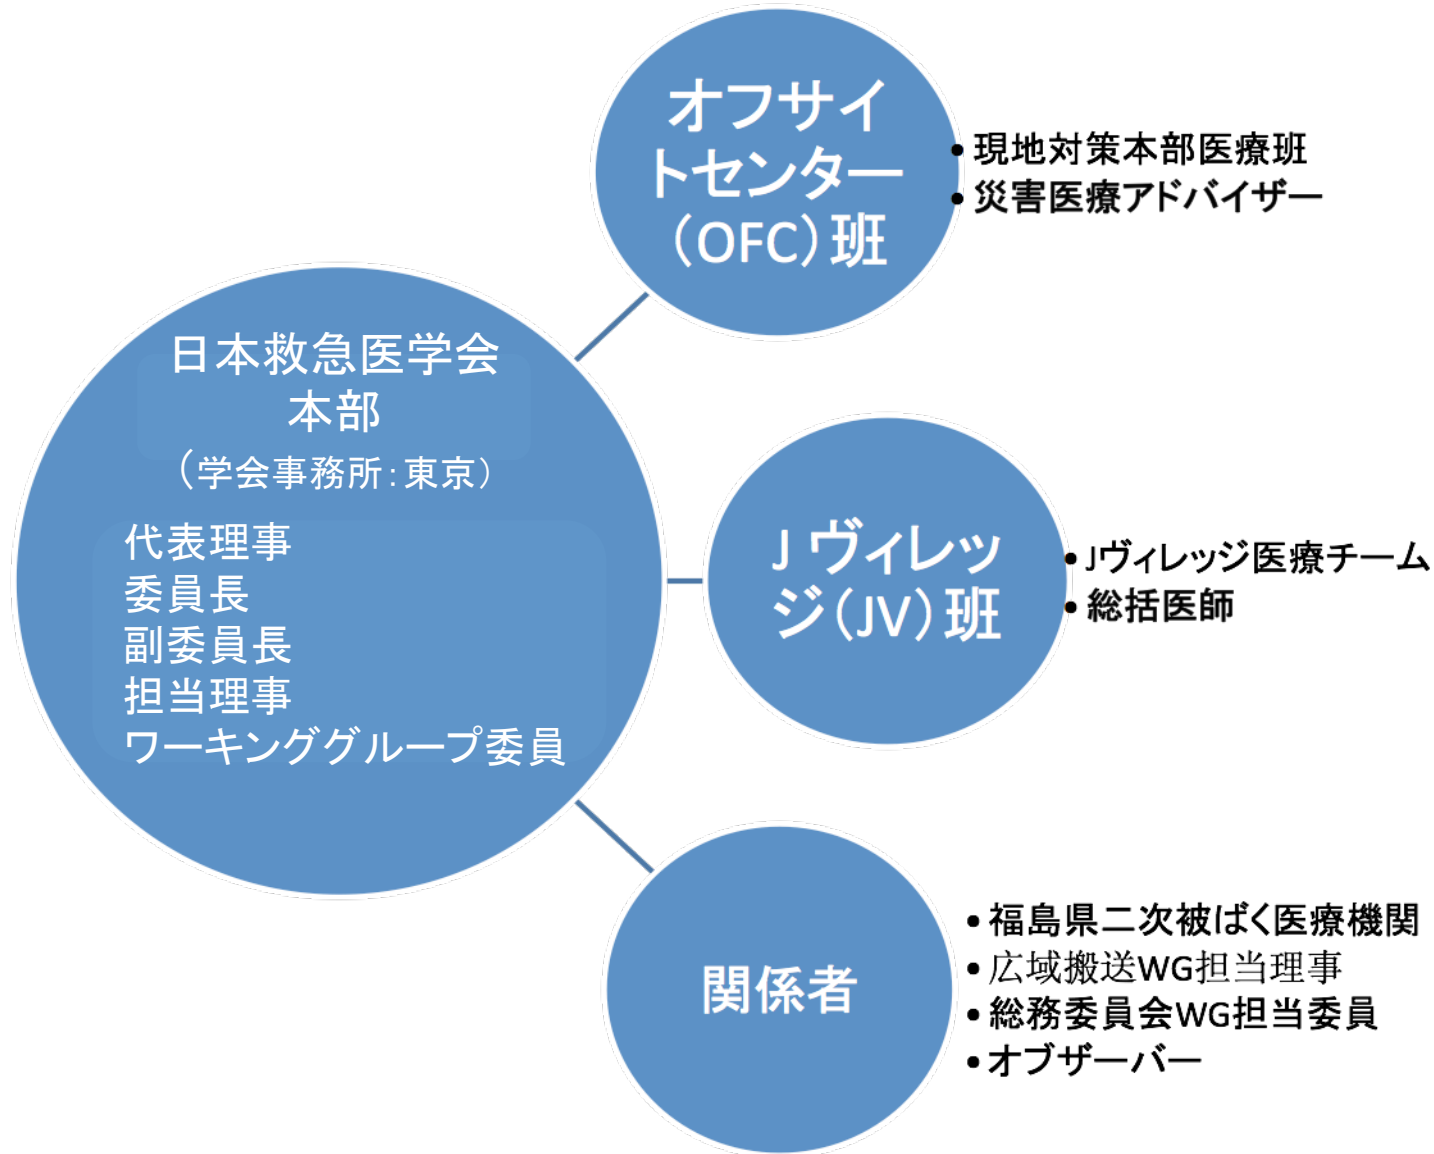 オフサイ
トセンター
（OFC）班
• 現地対策本部医療班
• 災害医療アドバイザー
日本救急医学会
本部
（学会事務所：東京）
代表理事
委員長
副委員長
担当理事
ワーキンググループ委員
J ヴィレッ
ジ（JV）班
• Jヴィレッジ医療チーム
• 総括医師
関係者
• 福島県二次被ばく医療機関
• 広域搬送WG担当理事
• 総務委員会WG担当委員
• オブザーバー